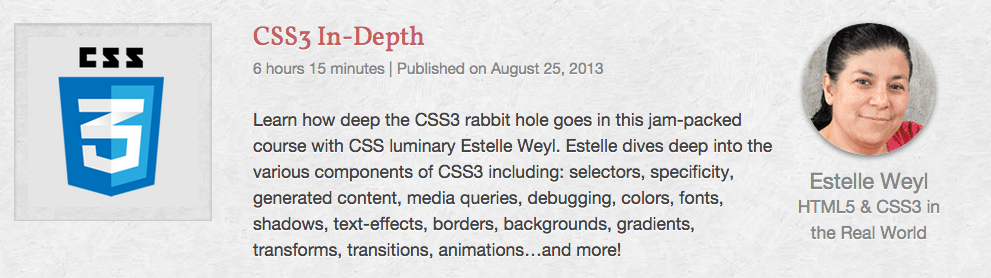 CSS
3
CSS3 In-Depth
6 hours 15 minutes | Published on August 25, 2013
Learn how deep the CSS3 rabbit hole goes in this jam-packed
course with CSS luminary Estelle Weyl. Estelle dives deep into the
various components of CSS3 including: selectors, specificity,
generated content, media queries, debugging, colors, fonts,
shadows, text-effects, borders, backgrounds, gradients,
transforms, transitions, animations…and more!
Estelle Weyl
HTML5 & CSS3 in
the Real World